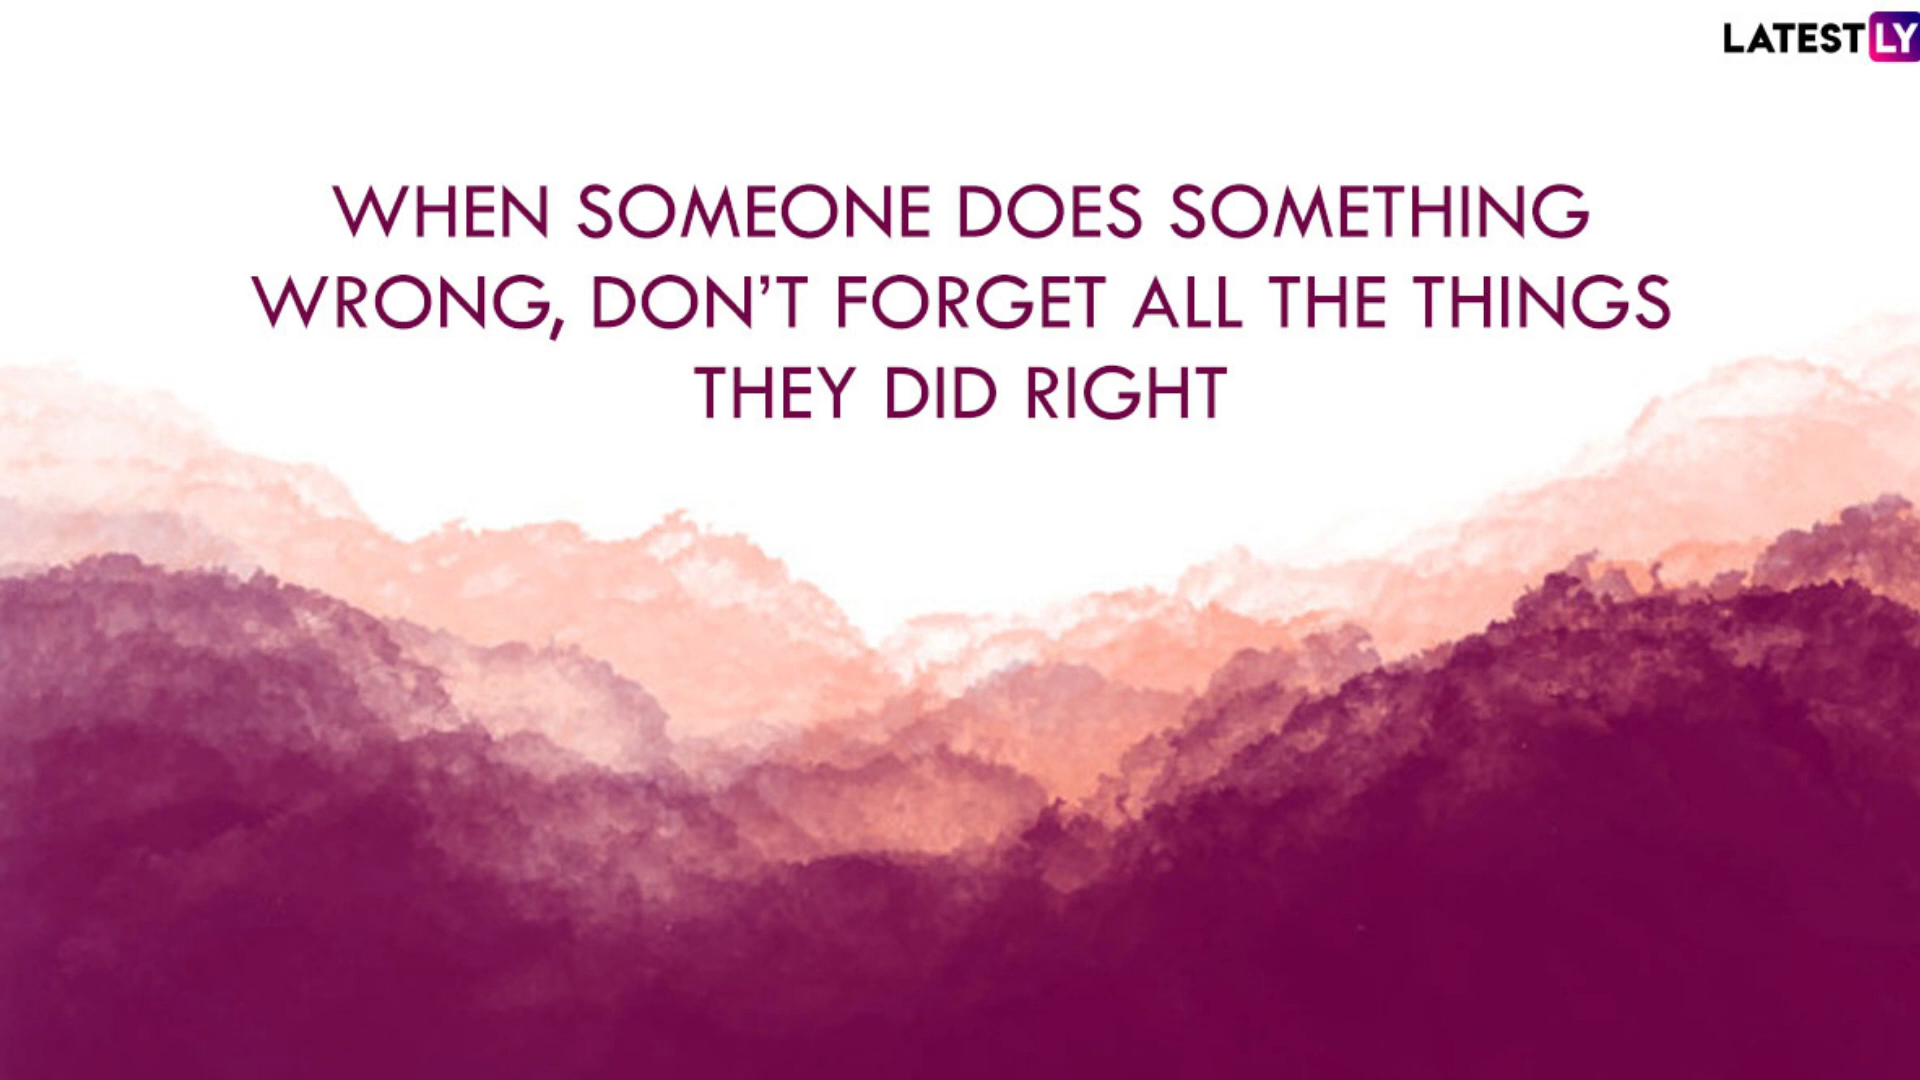 LATESTLY
WHEN SOMEONE DOES SOMETHING
WRONG, DON’T FORGET ALL THE THINGS
THEY DID RIGHT